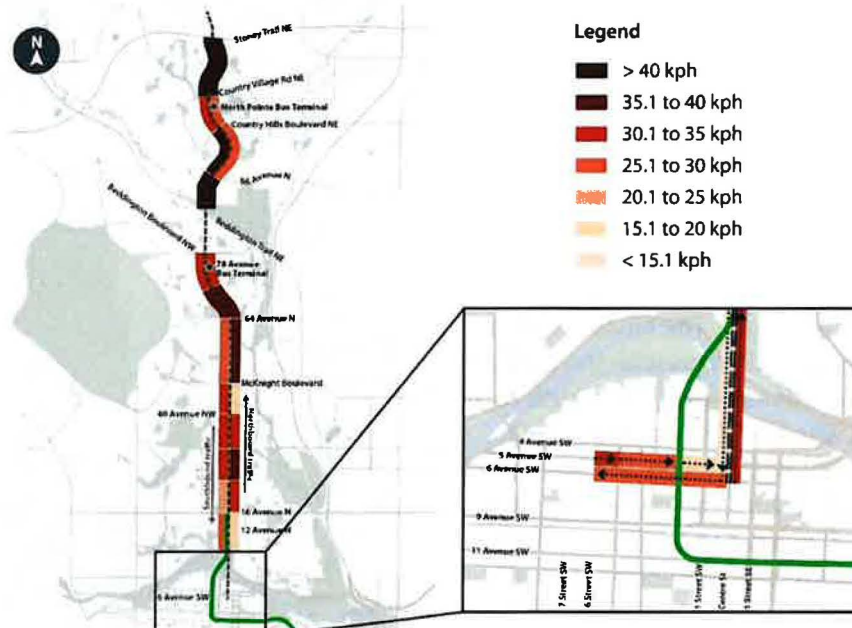 N
Stoney Trail NE
Country Village Rd NE
North Pointe Bus Terminal
Country Hills Boulevard NE
96 Avenue N
Beddington Boulevard NW
Beddington Trail NE
78 Avenue
Bus Terminal
64 Avenue N
McKnight Boulevard
40 Avenue NW
Northbound traffic
Southbound traffic
16 Avenue N
12 Avenue N
6 Avenue SW
Legend
> 40 kph
35.1 to 40 kph
30.1 to 35 kph
25.1 to 30 kph
20.1 to 25 kph
15.1 to 20 kph
< 15.1 kph
4 Avenue SW
5 Avenue SW
6 Avenue SW
9 Avenue SW
11 Avenue SW
7 Street SW
6 Street SW
1 Street SW
Centre St
1 Street SE